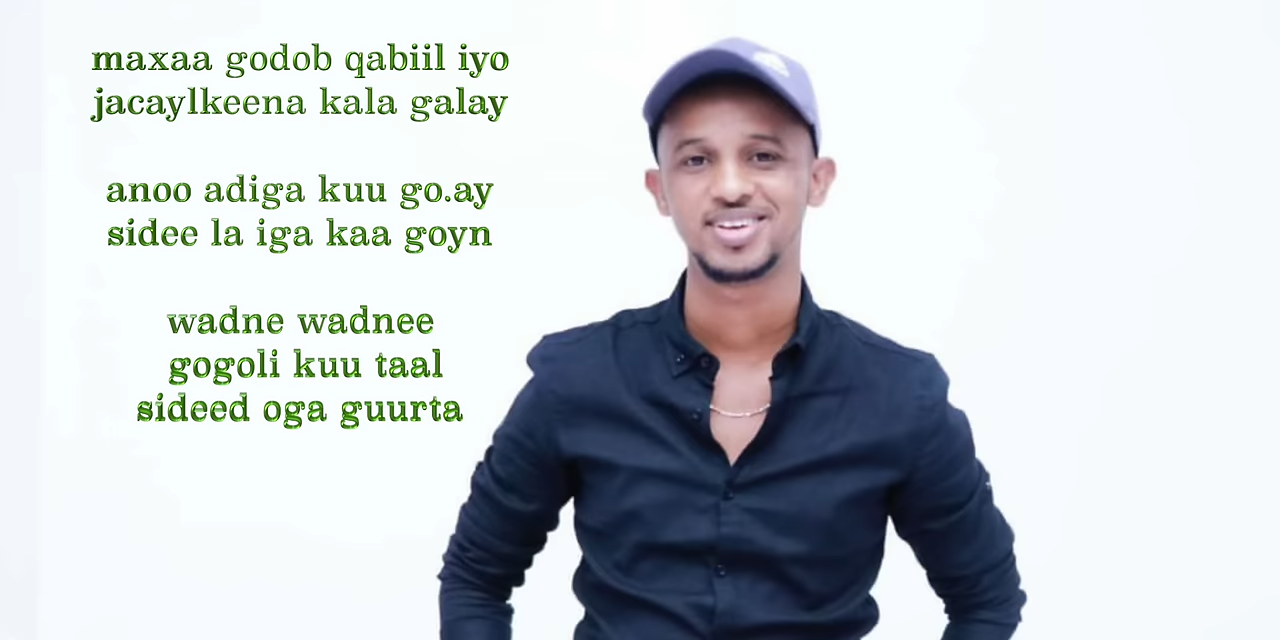 maxaa godob qabiil iyo
jacaylkeena kala galay
anoo adiga kuu go.ay
sidee la iga kaa goyn
wadne wadnee
gogoli kuu taal
sideed oga guurta